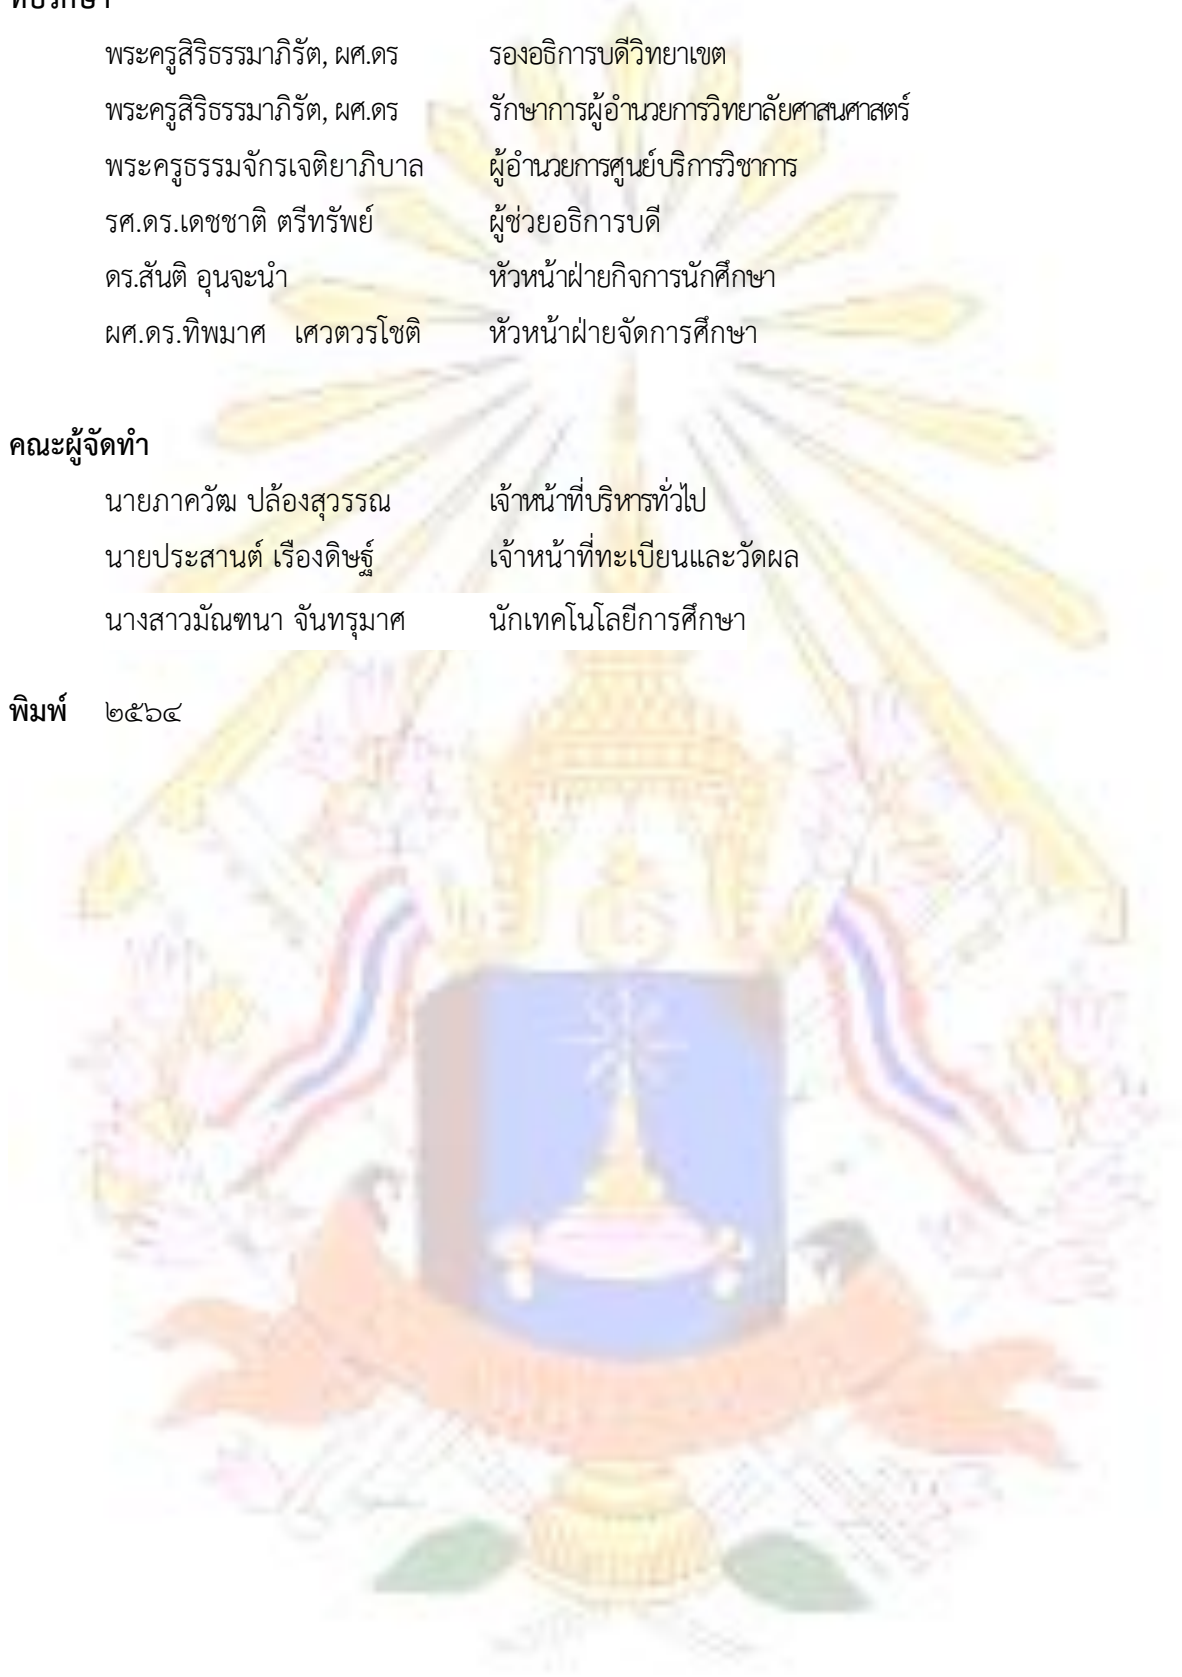 ที่ปรึกษา
พระครูสิริธรรมาภิรัต, ผศ.ดร รองอธิการบดีวิทยาเขต
พระครูสิริธรรมาภิรัต, ผศ.ดร รักษาการผู้อำนวยการวิทยาลัยศาสนศาสตร์
พระครูธรรมจักรเจติยาภิบาล ผู้อำนวยการศูนย์บริการวิชาการ
รศ.ดร.เดชชาติ ตรีทรัพย์ ผู้ช่วยอธิการบดี
ดร.สันติ อุนจะนำ หัวหน้าฝ่ายกิจการนักศึกษา
ผศ.ดร.ทิพมาศ เศวตวรโชติ หัวหน้าฝ่ายจัดการศึกษา
คณะผู้จัดทำ
นายภาควัฒ ปล้องสุวรรณ เจ้าหน้าที่บริหารทั่วไป
นายประสานต์ เรืองดิษฐ์ เจ้าหน้าที่ทะเบียนและวัดผล
นางสาวมัณฑนา จันทรุมาศ นักเทคโนโลยีการศึกษา
พิมพ์ ๒๕๖๔